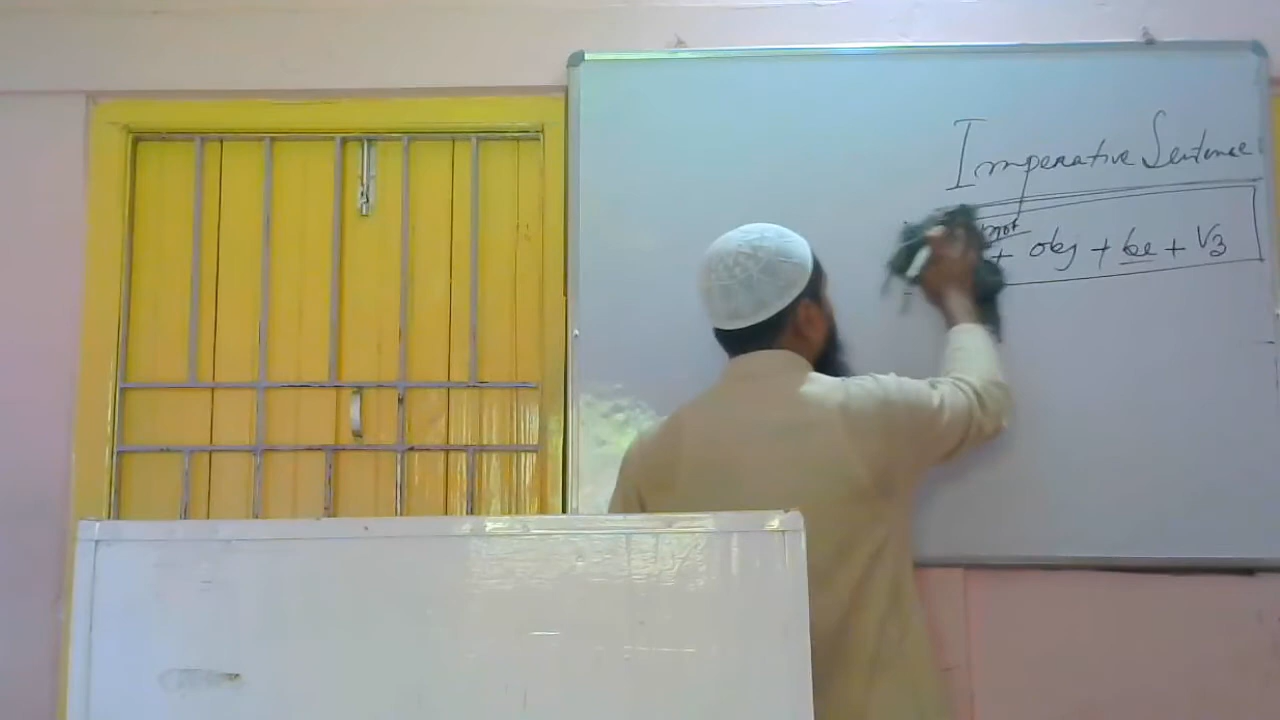 Imperative Sentence
not
+ obj + be + V3